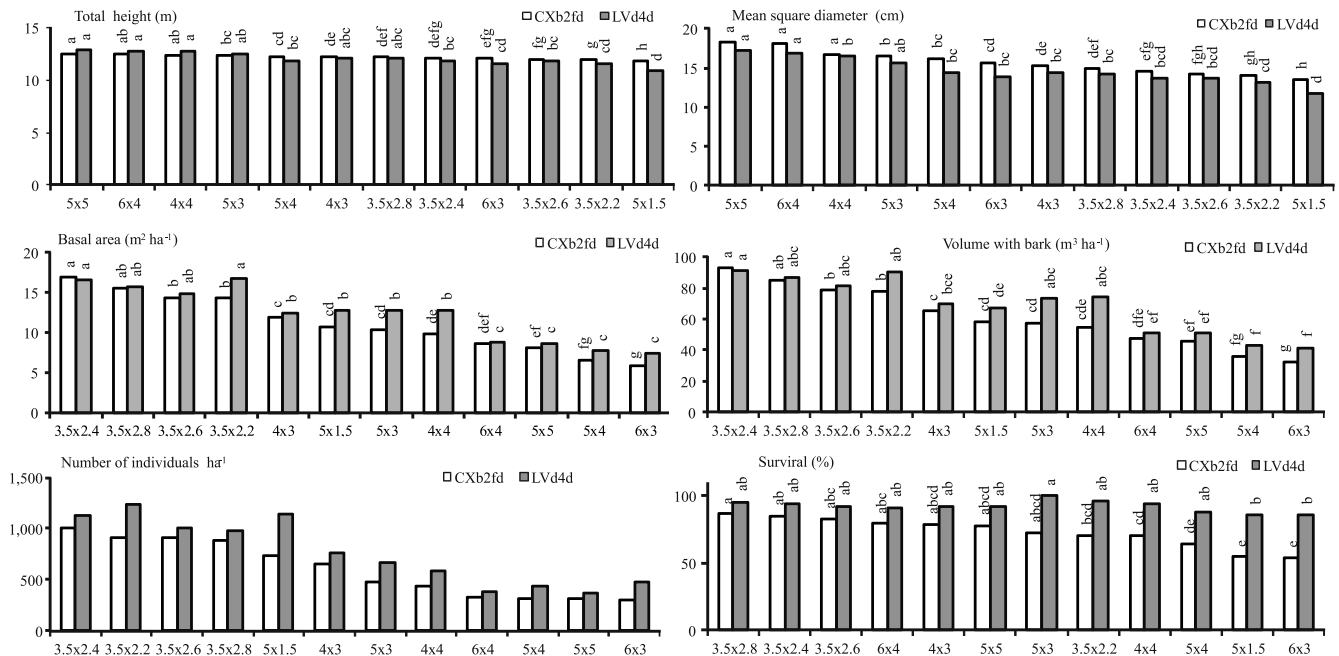 Total height (m)
CXb2fd LVd4d
15
10
5
0
a a ab a ab a bc ab cd bc de abc def abc defg bc efg cd fg bc g cd h d
5x5 6x4 4x4 5x3 5x4 4x3 3.5x2.8 3.5x2.4 6x3 3.5x2.6 3.5x2.2 5x1.5
Mean square diameter (cm)
CXb2fd LVd4d
20
15
10
5
0
a a a a a b b ab bc bc cd bc de bc def bc efg bcd fgh bcd gh cd h d
5x5 6x4 4x4 5x3 5x4 6x3 4x3 3.5x2.8 3.5x2.4 3.5x2.6 3.5x2.2 5x1.5
Basal area (m² ha⁻¹)
CXb2fd LVd4d
20
15
10
5
0
a a ab ab b ab b ab c b cd b cd b de b def c ef c fg c g c
3.5x2.4 3.5x2.8 3.5x2.6 3.5x2.2 4x3 5x1.5 5x3 4x4 6x4 5x5 5x4 6x3
Volume with bark (m³ ha⁻¹)
CXb2fd LVd4d
100
80
60
40
20
0
a a ab abc b abc b ab c bce cd de cd abc cde abc dfe ef ef ef fg f g f
3.5x2.4 3.5x2.8 3.5x2.6 3.5x2.2 4x3 5x1.5 5x3 4x4 6x4 5x5 5x4 6x3
Number of individuals ha⁻¹
CXb2fd LVd4d
1,500
1,000
500
0
3.5x2.4 3.5x2.2 3.5x2.6 3.5x2.8 5x1.5 4x3 5x3 4x4 6x4 5x4 5x5 6x3
Surviral (%)
CXb2fd LVd4d
100
50
0
a ab ab ab abc ab abc ab abcd ab abcd ab abcd a bcd ab cd ab de ab e b e b
3.5x2.8 3.5x2.4 3.5x2.6 6x4 4x3 5x5 5x3 3.5x2.2 4x4 5x4 5x1.5 6x3